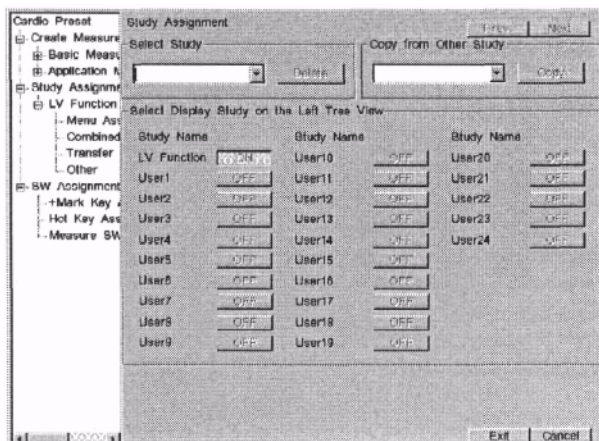 Cardio Preset
Create Measure
Basic Measu
Application M
Study Assignme
LV Function
Menu Ass
Combined
Transfer
Other
SW Assignment
+Mark Key
Hot Key Ass
Measure SW
Study Assignment
Prev. Next
Select Study
Delete
Copy from Other Study
Copy
Select Display Study on the Left Tree View
Study Name Study Name Study Name
LV Function ON User10 OFF User20 OFF
User1 OFF User11 OFF User21 OFF
User2 OFF User12 OFF User22 OFF
User3 OFF User13 OFF User23 OFF
User4 OFF User14 OFF User24 OFF
User5 OFF User15 OFF
User6 OFF User16 OFF
User7 OFF User17 OFF
User8 OFF User18 OFF
User9 OFF User19 OFF
Exit Cancel